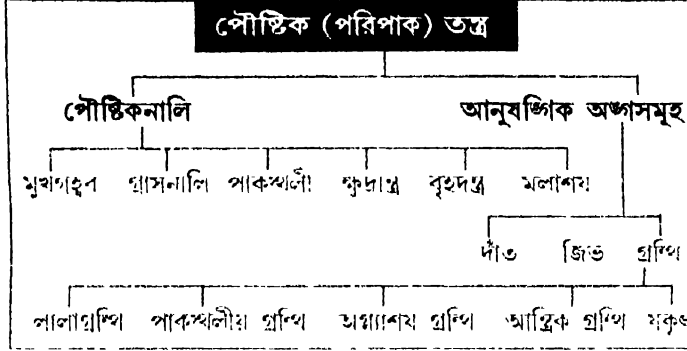 পৌষ্টিক (পরিপাক) তন্ত্র
পৌষ্টিকনালি আনুষঙ্গিক অঙ্গসমূহ
মুখগহ্বর গ্রাসনালি পাকস্থলী ক্ষুদ্রান্ত্র বৃহদন্ত্র মলাশয়
দাঁত জিভ গ্রন্থি
লালাগ্রন্থি পাকস্থলীয় গ্রন্থি অগ্ন্যাশয় গ্রন্থি আন্ত্রিক গ্রন্থি যকৃৎ